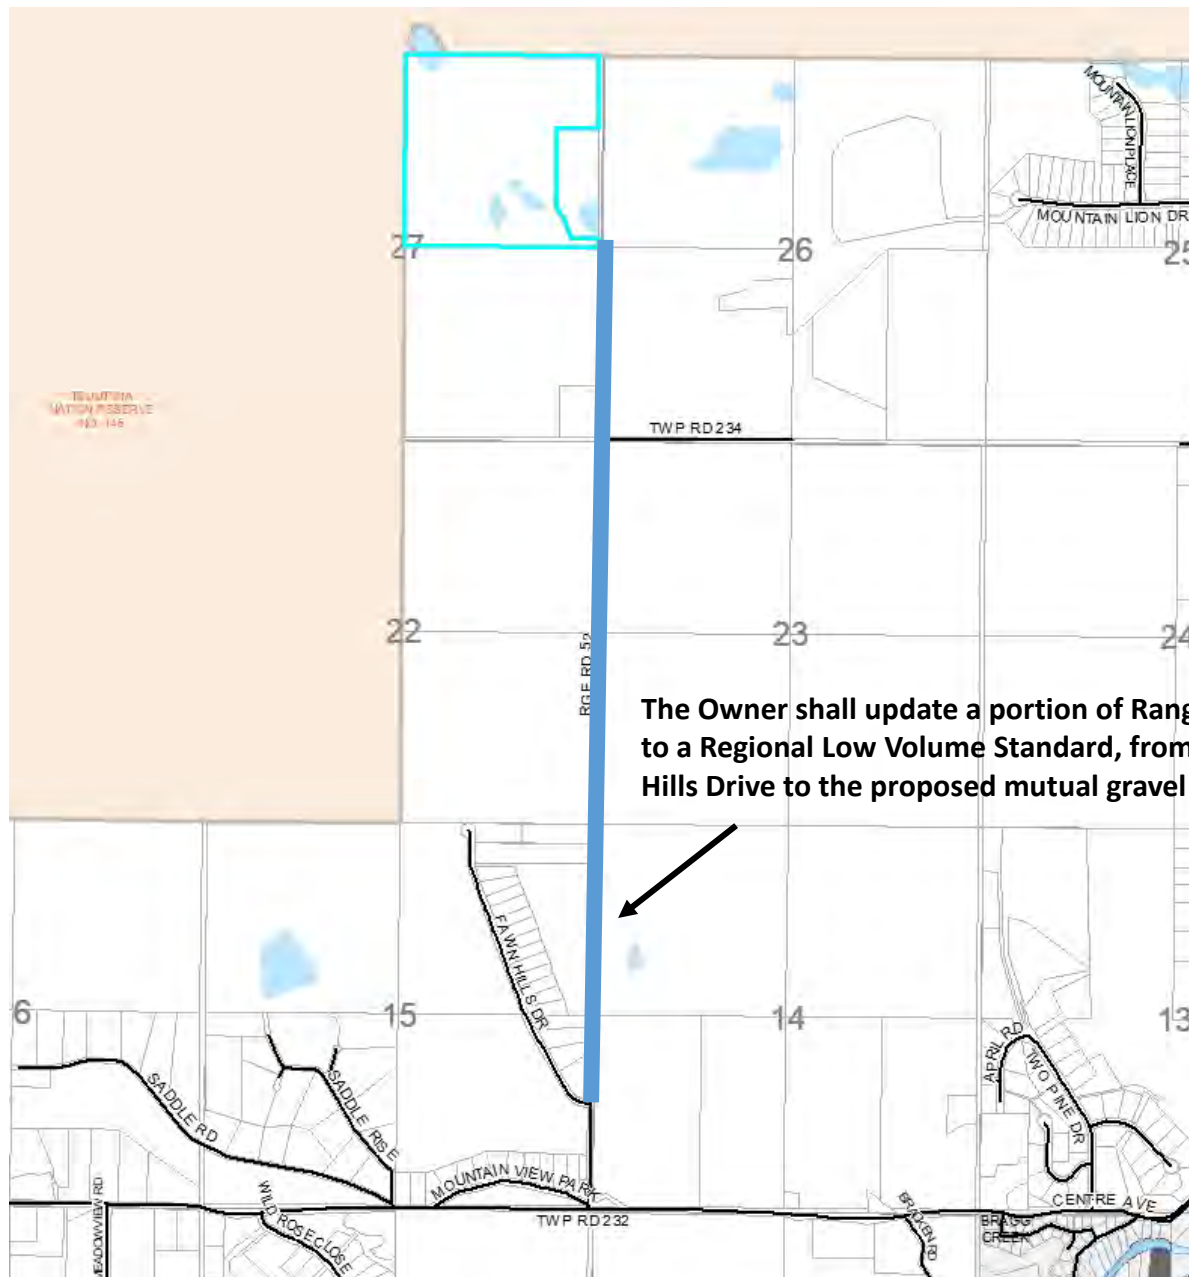 MOUNTAIN LION PLACE
MOUNTAIN LION DR
27
26
25
NATION RESERVE
TWP RD 234
22
23
24
RGE RD 52
The Owner shall update a portion of Rang
to a Regional Low Volume Standard, from
Hills Drive to the proposed mutual gravel
FAWN HILLS DR
6
15
14
13
APRIL RD
TWO PINE DR
SADDLE RD
SADDLE RISE
MOUNTAIN VIEW PARK
MEADOWVIEW RD
WILD ROSE CLOSE
TWP RD 232
BRACKEN RD
CENTRE AVE
BRAGG
CREEK